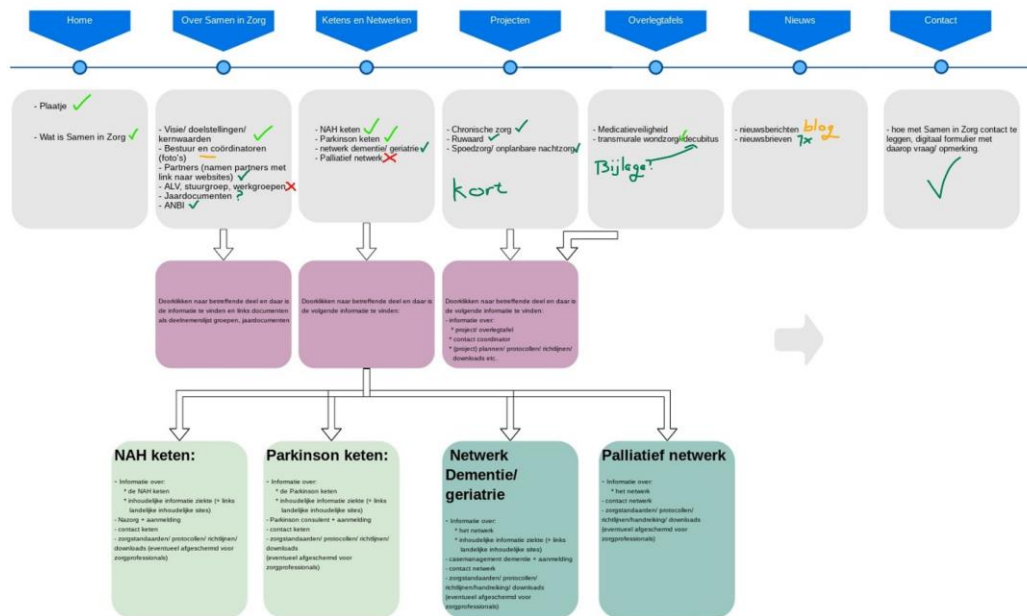 Home
Over Samen in Zorg
Ketens en Netwerken
Projecten
Overlegtafels
Nieuws
Contact
- Plaatje
- Wat is Samen in Zorg
- Visie/ doelstellingen/
kernwaarden
- Bestuur en coördinatoren
(foto's)
- Partners (namen partners met
link naar websites)
- ALV, stuurgroep, werkgroepen
- Jaardocumenten ?
- ANBI
- NAH keten
- Parkinson keten
- netwerk dementie/ geriatrie
- Palliatief netwerk
- Chronische zorg
- Ruwaard
- Spoedzorg/ onplanbare nachtzorg
kort
- Medicatieveiligheid
- transmurale wondzorg/decubitus
Bijlage?
- nieuwsberichten blog
- nieuwsbrieven 7x
- hoe met Samen in Zorg contact te
leggen, digitaal formulier met
daarop vraag/ opmerking.
Doorklikken naar betreffende deel en daar is
de informatie te vinden en links documenten
als deelnemerslijst groepen, jaardocumenten
Doorklikken naar betreffende deel en daar is
de volgende informatie te vinden:
Doorklikken naar betreffende deel en daar is
de volgende informatie te vinden:
- informatie over:
* project/ overlegtafel
* contact coordinator
* (project) plannen/ protocollen/ richtlijnen/
downloads etc.
NAH keten:
- Informatie over:
* de NAH keten
* inhoudelijke informatie ziekte (+ links
landelijke inhoudelijke sites)
- Nazorg + aanmelding
- contact keten
- zorgstandaarden/ protocollen/ richtlijnen/
downloads (eventueel afgeschermd voor
zorgprofessionals)
Parkinson keten:
- Informatie over:
* de Parkinson keten
* inhoudelijke informatie ziekte (+ links
landelijke inhoudelijke sites)
- Parkinson consulent + aanmelding
- contact keten
- zorgstandaarden/ protocollen/ richtlijnen/
downloads
(eventueel afgeschermd voor
zorgprofessionals)
Netwerk
Dementie/
geriatrie
- Informatie over:
* het netwerk
* inhoudelijke informatie ziekte (+ links
landelijke inhoudelijke sites)
- casemanagement dementie + aanmelding
- contact netwerk
- zorgstandaarden/ protocollen/
richtlijnen/handreiking/ downloads
(eventueel afgeschermd voor
zorgprofessionals)
Palliatief netwerk
- Informatie over:
* het netwerk
- contact netwerk
- zorgstandaarden/ protocollen/
richtlijnen/handreiking/ downloads
(eventueel afgeschermd voor
zorgprofessionals)